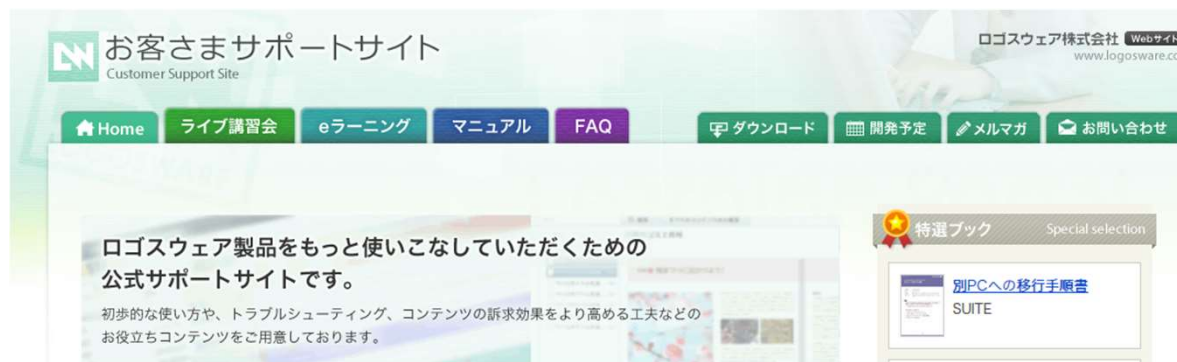 お客さまサポートサイト
Customer Support Site
ロゴスウェア株式会社 Webサイト
www.logosware.co
Home ライブ講習会 eラーニング マニュアル FAQ ダウンロード 開発予定 メルマガ お問い合わせ
ロゴスウェア製品をもっと使いこなしていただくための
公式サポートサイトです。
初歩的な使い方や、トラブルシューティング、コンテンツの訴求効果をより高める工夫などの
お役立ちコンテンツをご用意しております。
特選ブック Special selection
別PCへの移行手順書
SUITE